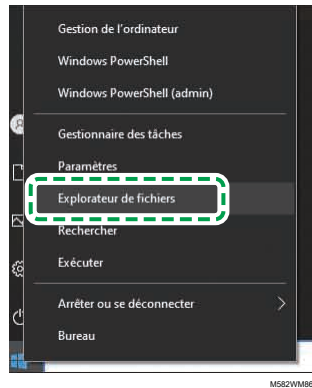 Gestion de l'ordinateur
Windows PowerShell
Windows PowerShell (admin)
Gestionnaire des tâches
Paramètres
Explorateur de fichiers
Rechercher
Exécuter
Arrêter ou se déconnecter
Bureau
M582WM86